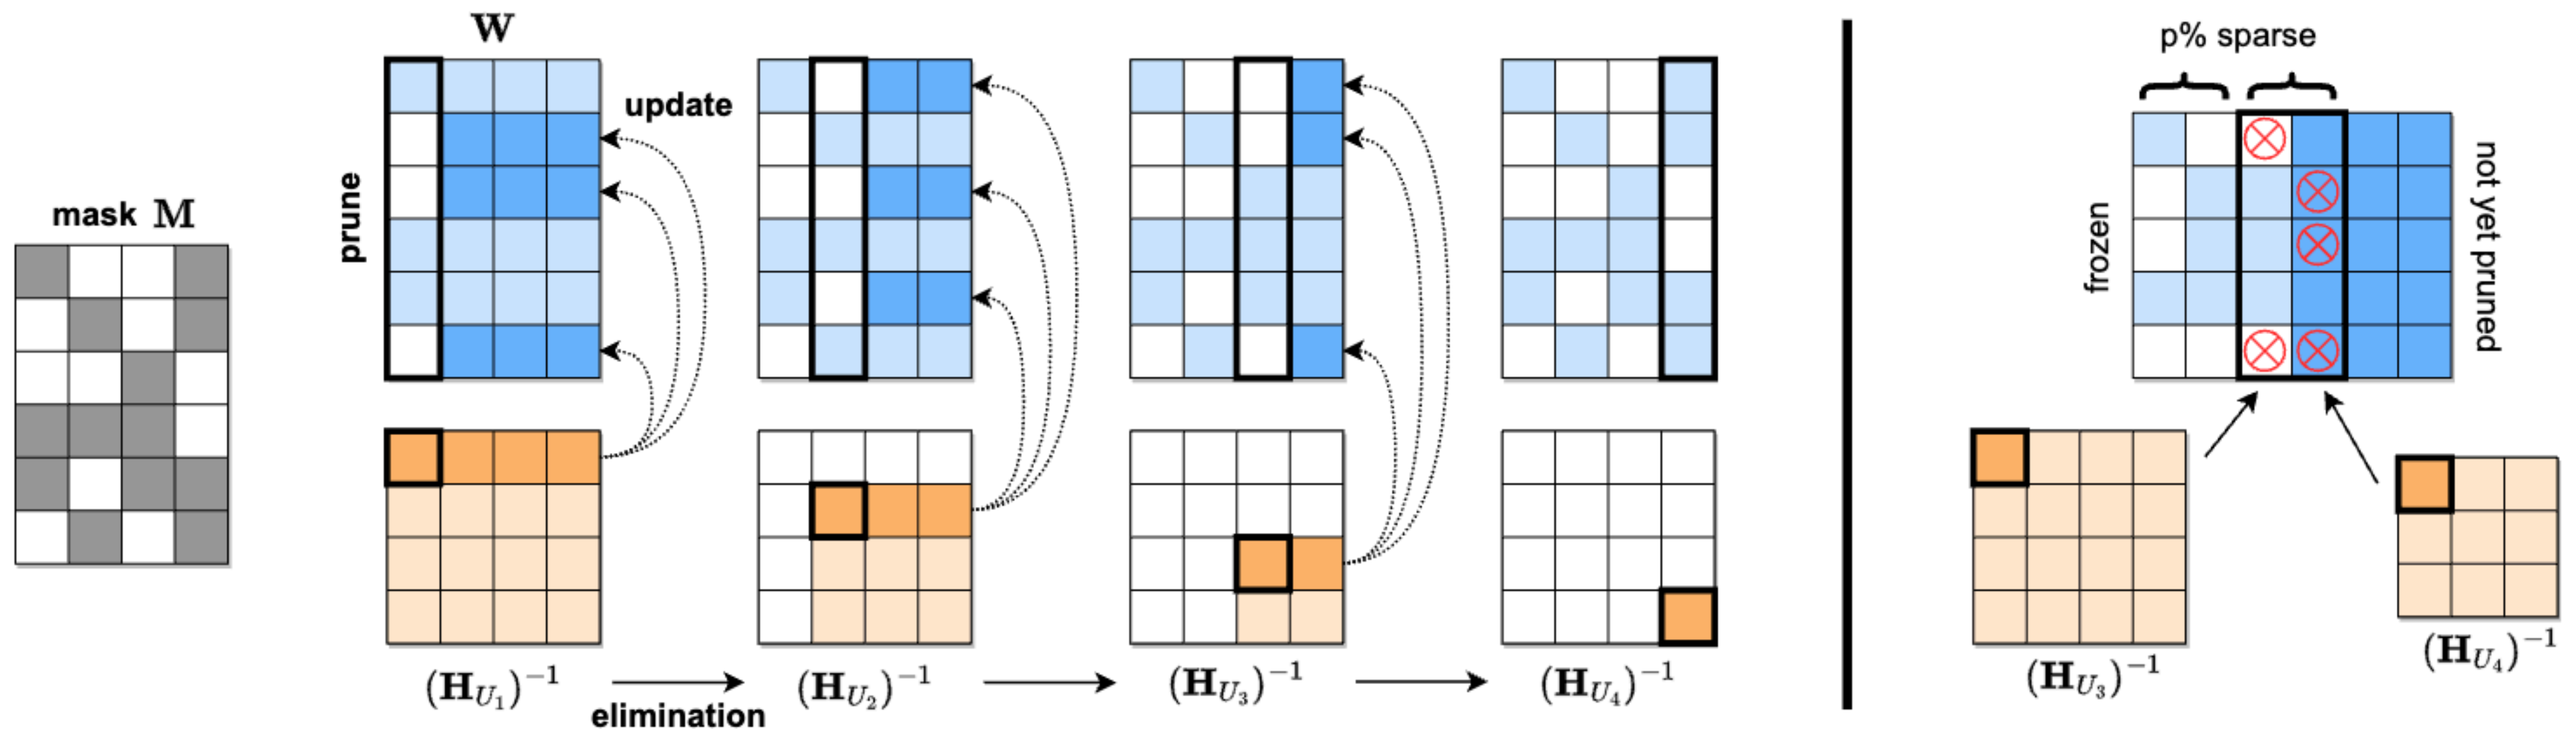 mask M
W
prune
update
(H_{U_1})^{-1}
elimination
(H_{U_2})^{-1}
(H_{U_3})^{-1}
(H_{U_4})^{-1}
p% sparse
frozen
not yet pruned
(H_{U_3})^{-1}
(H_{U_4})^{-1}